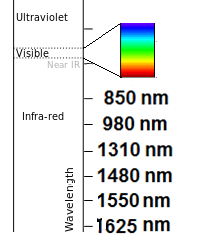 Ultraviolet
Visible
Near IR
850 nm
Infra-red
980 nm
1310 nm
1480 nm
1550 nm
1625 nm
Wavelength